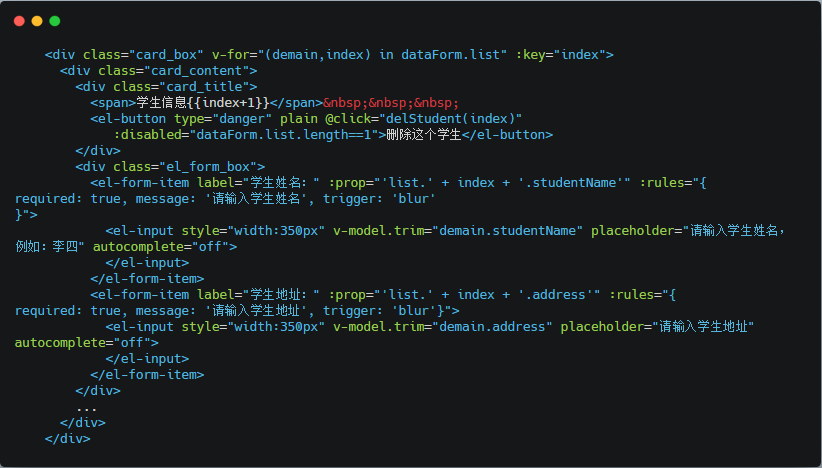 <div class="card_box" v-for="(demain,index) in dataForm.list" :key="index">
<div class="card_content">
<div class="card_title">
<span>学生信息{{index+1}}</span>&nbsp;&nbsp;&nbsp;
<el-button type="danger" plain @click="delStudent(index)"
:disabled="dataForm.list.length==1">删除这个学生</el-button>
</div>
<div class="el_form_box">
<el-form-item label="学生姓名：" :prop="'list.' + index + '.studentName'" :rules="{
required: true, message: '请输入学生姓名', trigger: 'blur'
}">
<el-input style="width:350px" v-model.trim="demain.studentName" placeholder="请输入学生姓名，
例如：李四" autocomplete="off">
</el-input>
</el-form-item>
<el-form-item label="学生地址：" :prop="'list.' + index + '.address'" :rules="{
required: true, message: '请输入学生地址', trigger: 'blur'}">
<el-input style="width:350px" v-model.trim="demain.address" placeholder="请输入学生地址"
autocomplete="off">
</el-input>
</el-form-item>
</div>
...
</div>
</div>